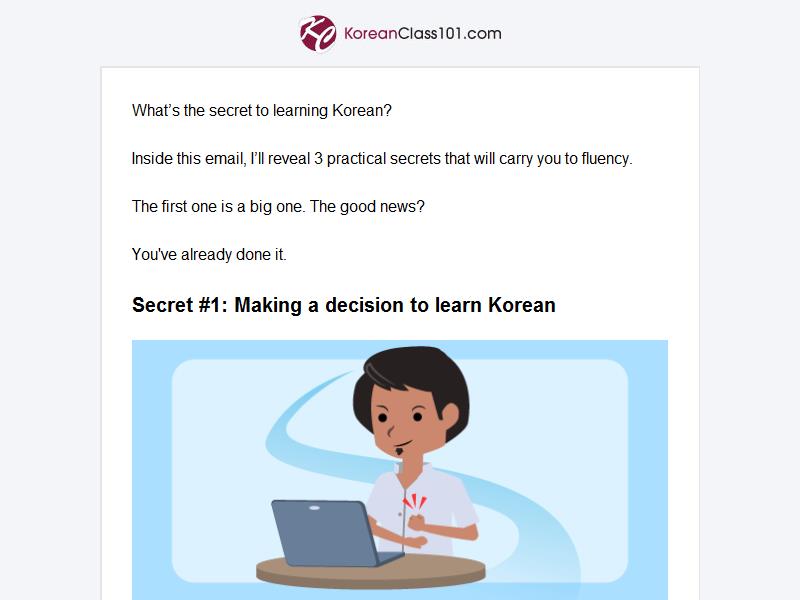 KoreanClass101.com
What's the secret to learning Korean?
Inside this email, I’ll reveal 3 practical secrets that will carry you to fluency.
The first one is a big one. The good news?
You've already done it.
Secret #1: Making a decision to learn Korean